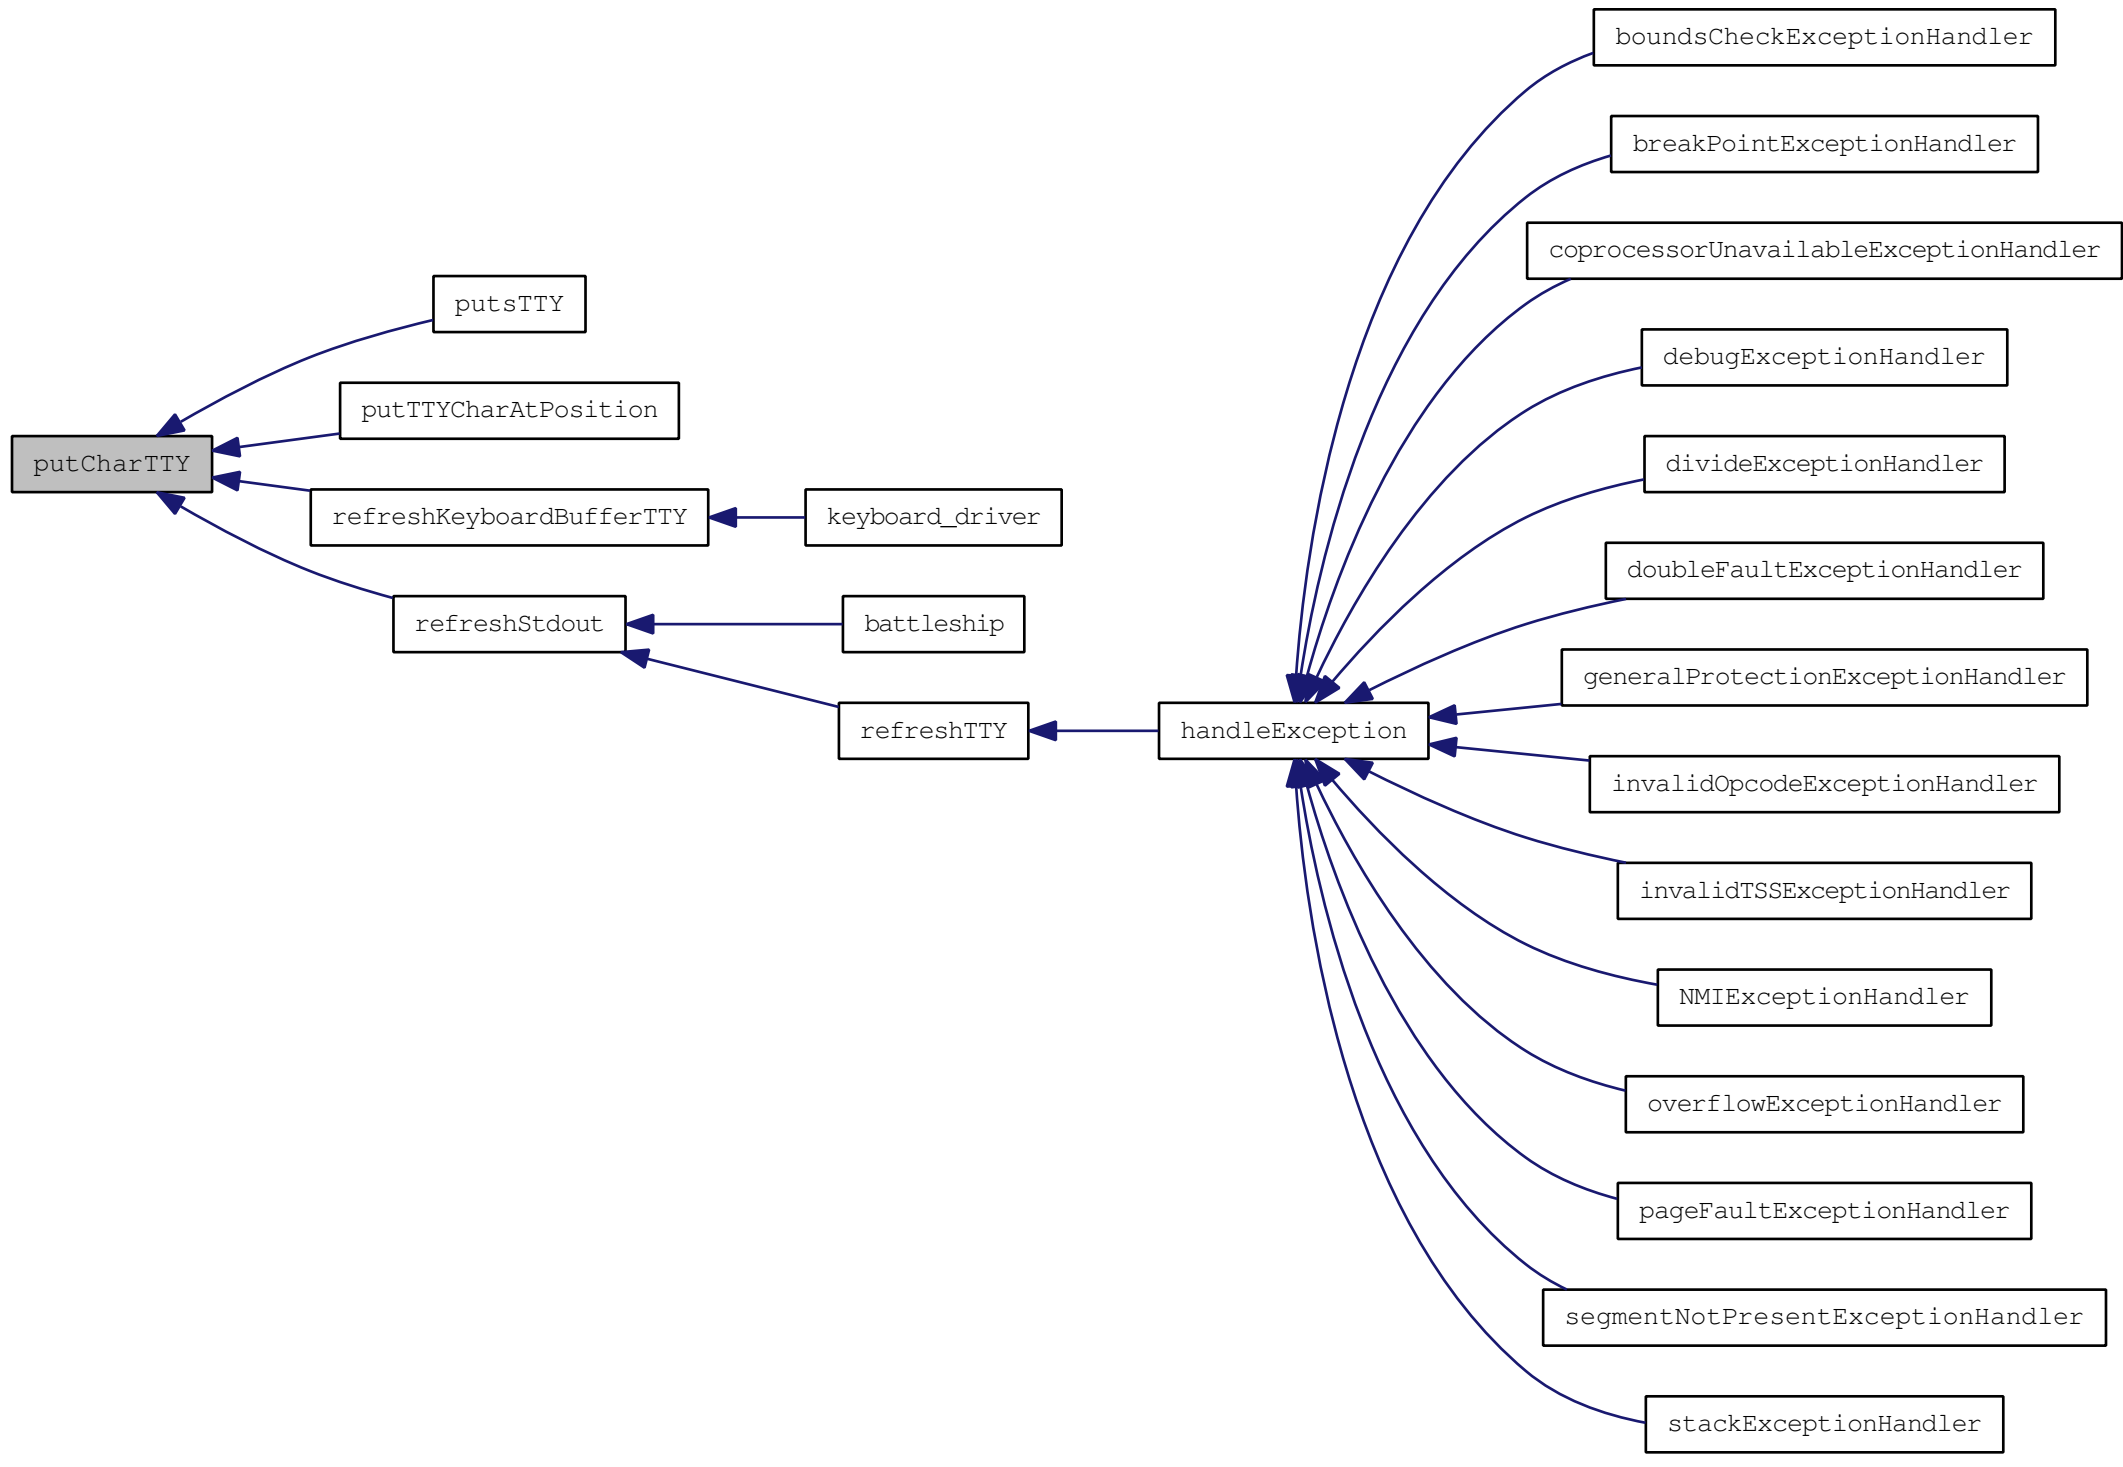 boundsCheckExceptionHandler
breakPointExceptionHandler
coprocessorUnavailableExceptionHandler
putsTTY
debugExceptionHandler
putTTYCharAtPosition
putCharTTY
divideExceptionHandler
refreshKeyboardBufferTTY
keyboard_driver
doubleFaultExceptionHandler
refreshStdout
battleship
generalProtectionExceptionHandler
refreshTTY
handleException
invalidOpcodeExceptionHandler
invalidTSSExceptionHandler
NMIExceptionHandler
overflowExceptionHandler
pageFaultExceptionHandler
segmentNotPresentExceptionHandler
stackExceptionHandler